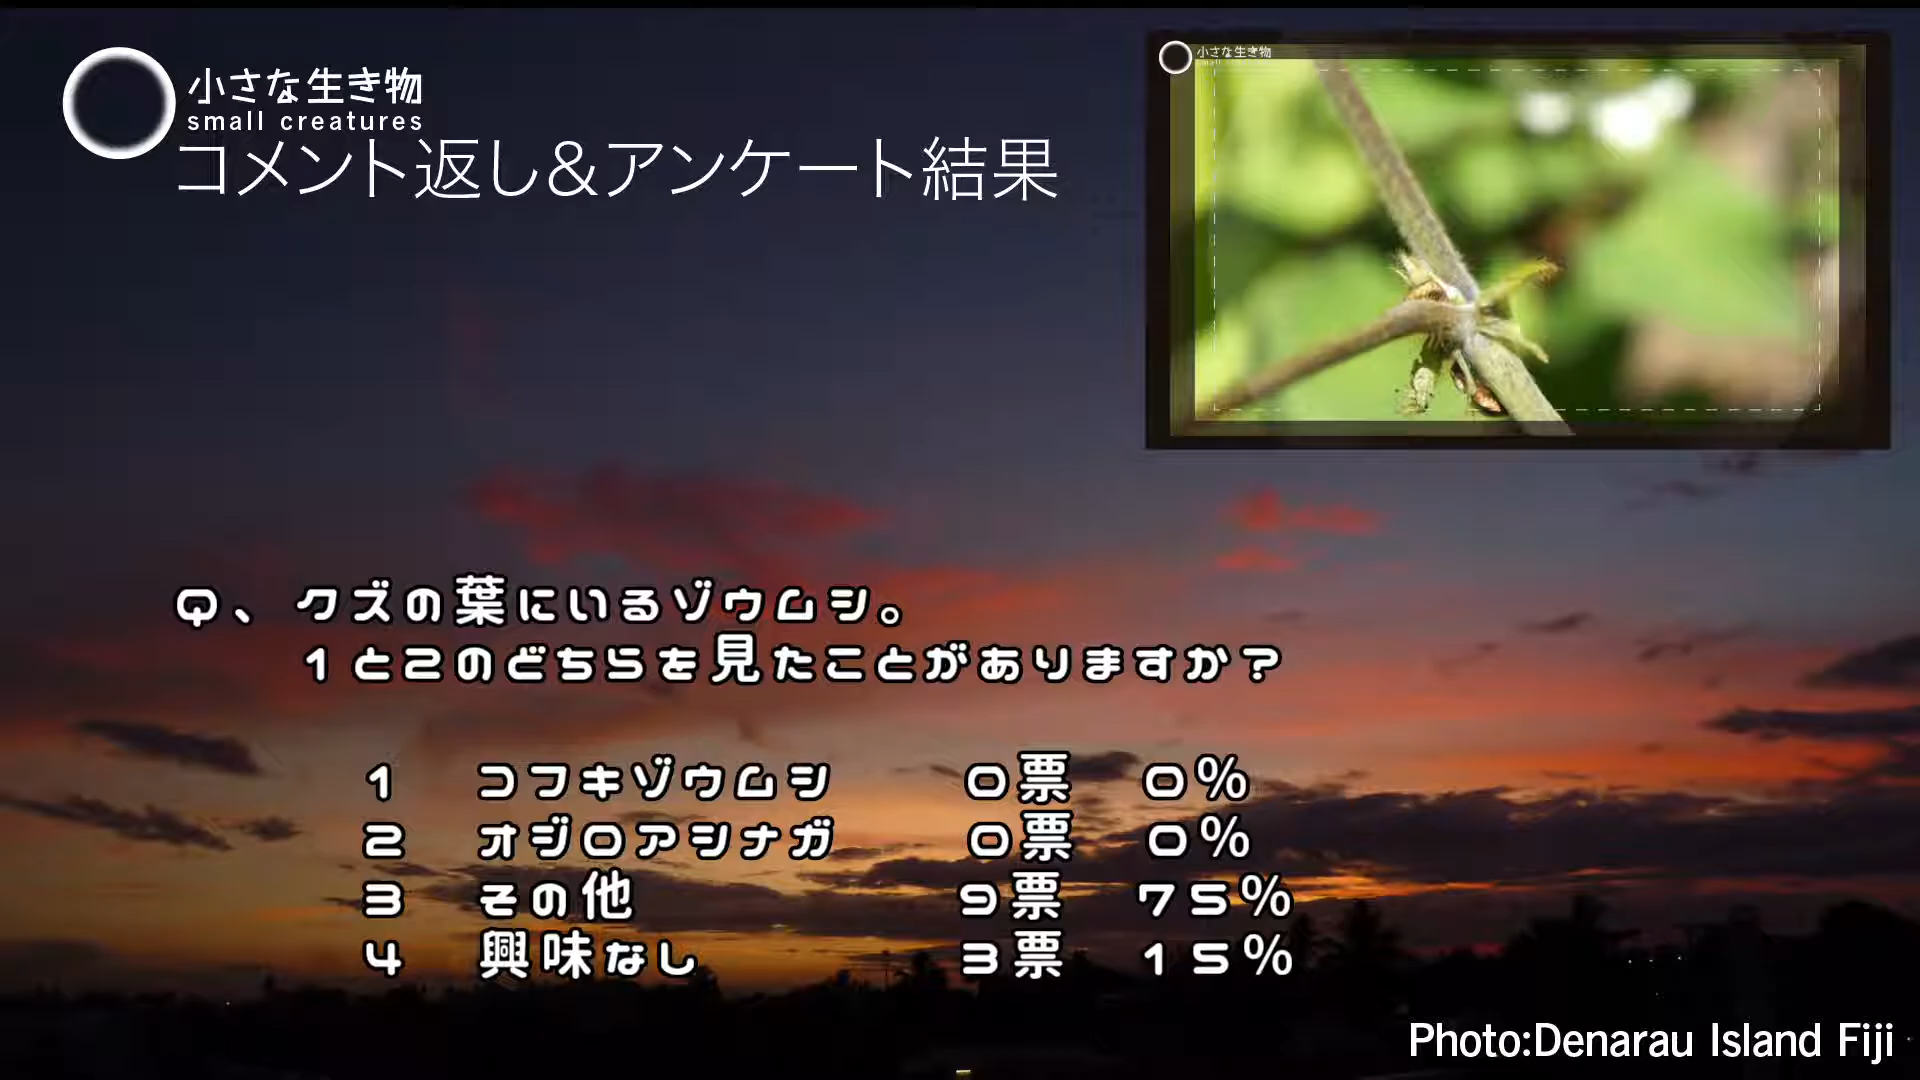 小さな生き物
small creatures
コメント返し&アンケート結果
小さな生き物
Q、クズの葉にいるゾウムシ。
1と2のどちらを見たことがありますか?
1 コフキゾウムシ 0票 0%
2 オジロアシナガ 0票 0%
3 その他 9票 75%
4 興味なし 3票 15%
Photo:Denarau Island Fiji